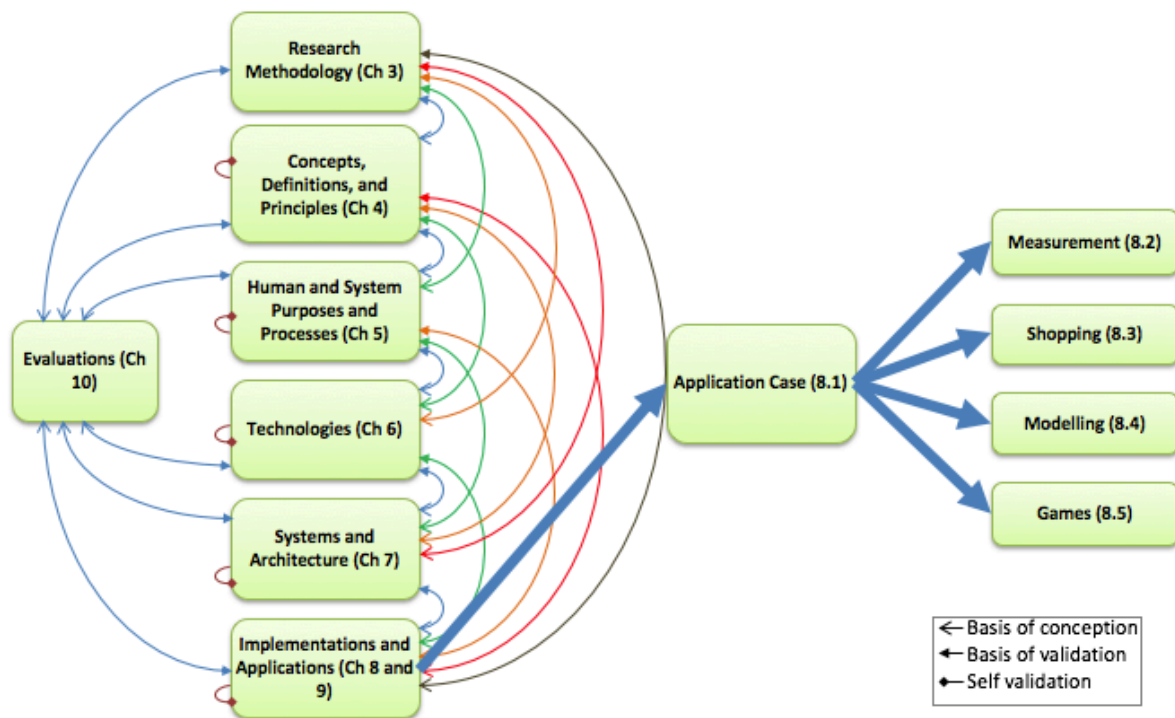 Research
Methodology (Ch 3)
Concepts,
Definitions, and
Principles (Ch 4)
Human and System
Purposes and
Processes (Ch 5)
Evaluations (Ch
10)
Technologies (Ch 6)
Systems and
Architecture (Ch 7)
Implementations and
Applications (Ch 8 and
9)
Application Case (8.1)
Measurement (8.2)
Shopping (8.3)
Modelling (8.4)
Games (8.5)
Basis of conception
Basis of validation
Self validation